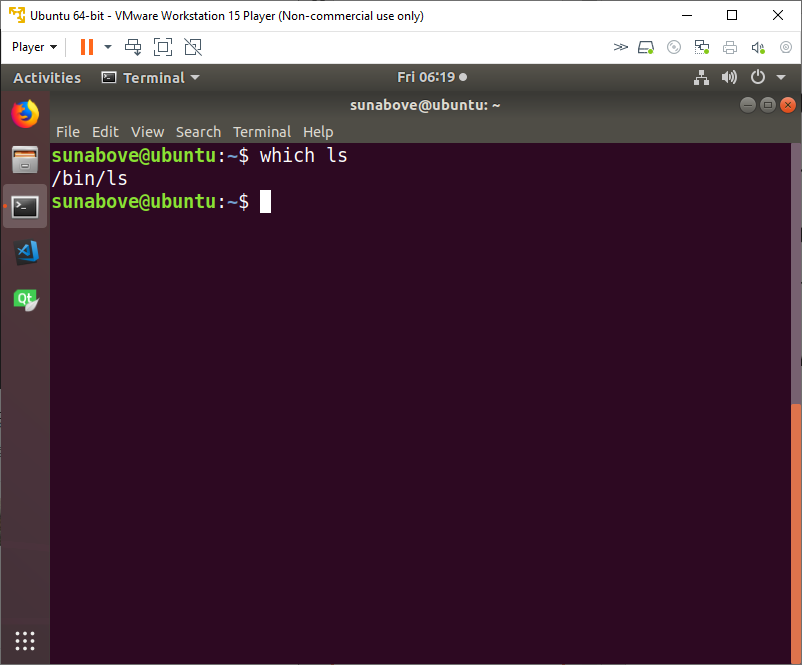 Ubuntu 64-bit - VMware Workstation 15 Player (Non-commercial use only)
Player
Activities Terminal Fri 06:19
sunabove@ubuntu: ~
File Edit View Search Terminal Help
sunabove@ubuntu:~$ which ls
/bin/ls
sunabove@ubuntu:~$
Qt